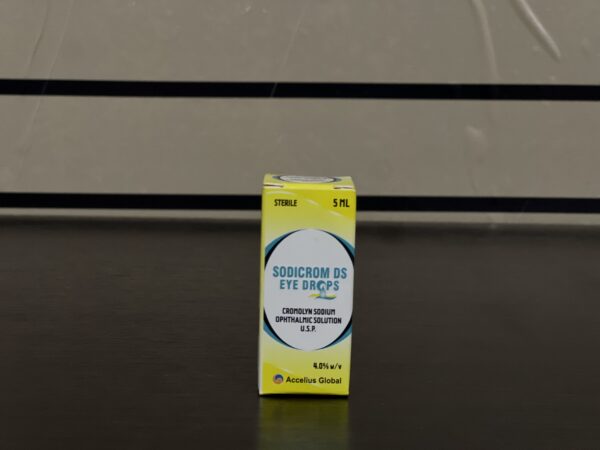 STERILE 5 ML
SODICROM DS
EYE DROPS
CROMOLYN SODIUM
OPHTHALMIC SOLUTION
U.S.P.
4.0% w/v
Accelius Global